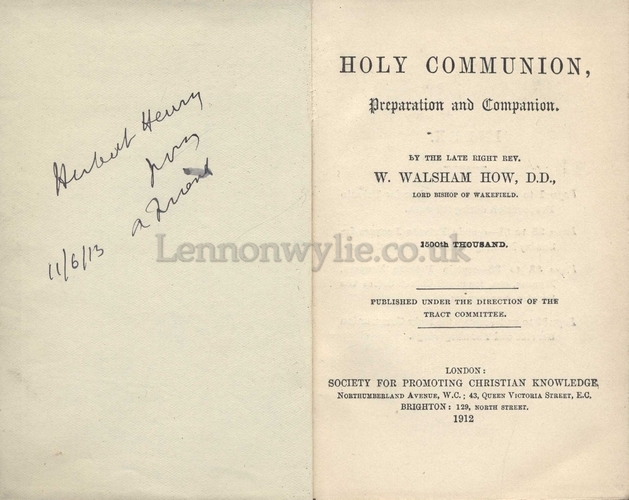 Herbert Henry
from
a Friend
11/6/13
HOLY COMMUNION,
Preparation and Companion.
BY THE LATE RIGHT REV.
W. WALSHAM HOW, D.D.,
LORD BISHOP OF WAKEFIELD.
1500th THOUSAND.
Lennonwylie.co.uk
PUBLISHED UNDER THE DIRECTION OF THE
TRACT COMMITTEE.
LONDON:
SOCIETY FOR PROMOTING CHRISTIAN KNOWLEDGE,
NORTHUMBERLAND AVENUE, W.C.; 43, QUEEN VICTORIA STREET, E.C.
BRIGHTON: 129, NORTH STREET.
1912